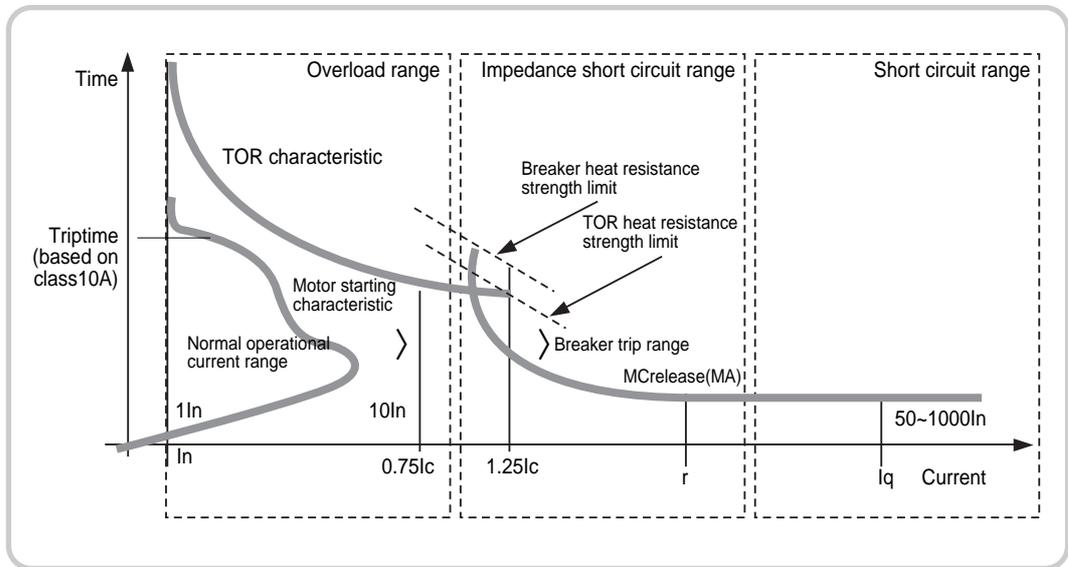 Time
Overload range
Impedance short circuit range
Short circuit range
TOR characteristic
Breaker heat resistance
strength limit
TOR heat resistance
strength limit
Triptime
(based on
class10A)
Motor starting
characteristic
Normal operational
current range
Breaker trip range
MCrelease(MA)
1In
10In
50~1000In
In
0.75Ic
1.25Ic
r
Iq
Current